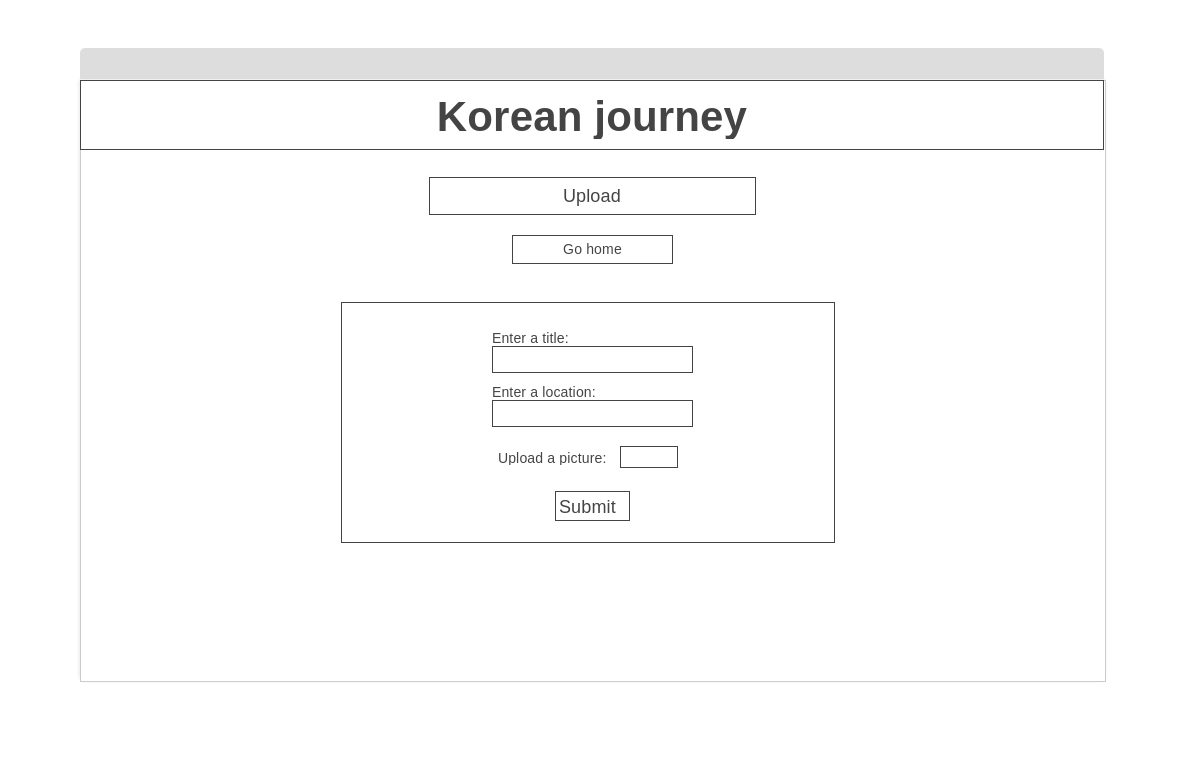 Korean journey
Upload
Go home
Enter a title:
Enter a location:
Upload a picture:
Submit